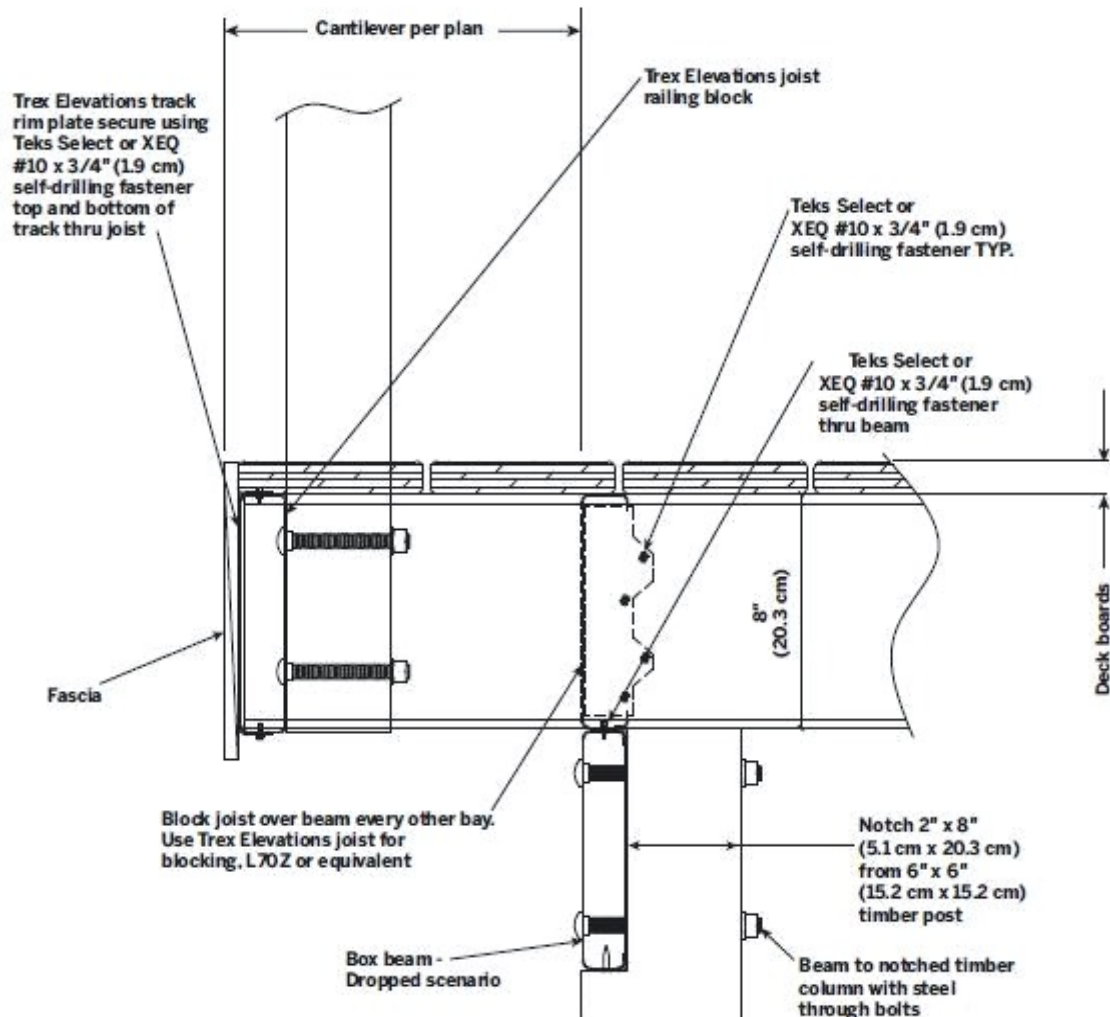 Cantilever per plan
Trex Elevations joist
railing block
Trex Elevations track
rim plate secure using
Teks Select or XEQ
#10 x 3/4" (1.9 cm)
self-drilling fastener
top and bottom of
track thru joist
Teks Select or
XEQ #10 x 3/4" (1.9 cm)
self-drilling fastener TYP.
Teks Select or
XEQ #10 x 3/4" (1.9 cm)
self-drilling fastener
thru beam
8"
(20.3 cm)
Deck boards
Fascia
Block joist over beam every other bay.
Use Trex Elevations joist for
blocking, L70Z or equivalent
Notch 2" x 8"
(5.1 cm x 20.3 cm)
from 6" x 6"
(15.2 cm x 15.2 cm)
timber post
Box beam -
Dropped scenario
Beam to notched timber
column with steel
through bolts